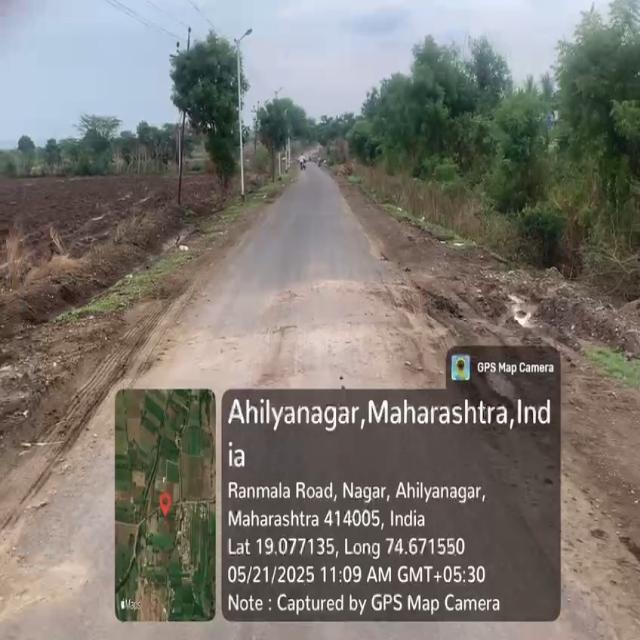 GPS Map Camera
Ahilyanagar,Maharashtra,Ind
ia
Ranmala Road, Nagar, Ahilyanagar,
Maharashtra 414005, India
Lat 19.077135, Long 74.671550
05/21/2025 11:09 AM GMT+05:30
Note : Captured by GPS Map Camera
Maps